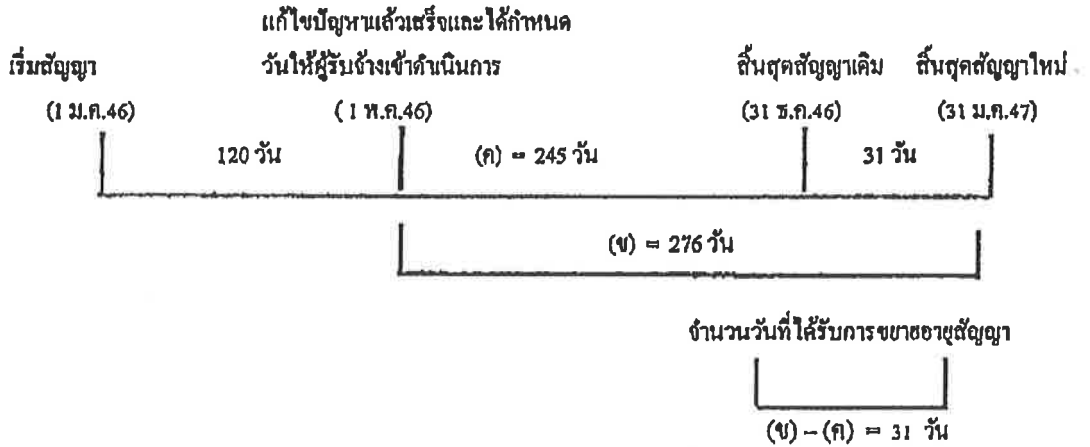 แก้ไขปัญหาแล้วเสร็จและได้กำหนด
เริ่มสัญญา วันให้ผู้รับจ้างเข้าดำเนินการ สิ้นสุดสัญญาเดิม สิ้นสุดสัญญาใหม่
(1 ม.ค.46) (1 พ.ค.46) (31 ธ.ค.46) (31 ม.ค.47)
120 วัน (ค) = 245 วัน 31 วัน
(ข) = 276 วัน
จำนวนวันที่ได้รับการขยายอายุสัญญา
(ข) – (ค) = 31 วัน